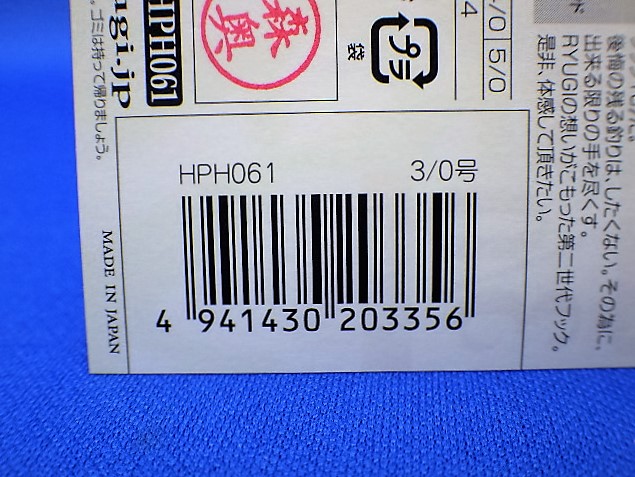 HPH061 3/0号
4 941430 203356
MADE IN JAPAN
ugi.jp
HPH061
。ゴミは持って帰りましょう。
森奥
プラ
袋
/0 5/0
4
ド
後悔の残る釣りは、したくない。その為に、
出来る限りの手を尽くす。
RYUGIの想いがこもった第二世代フック。
是非、体感して頂きたい。